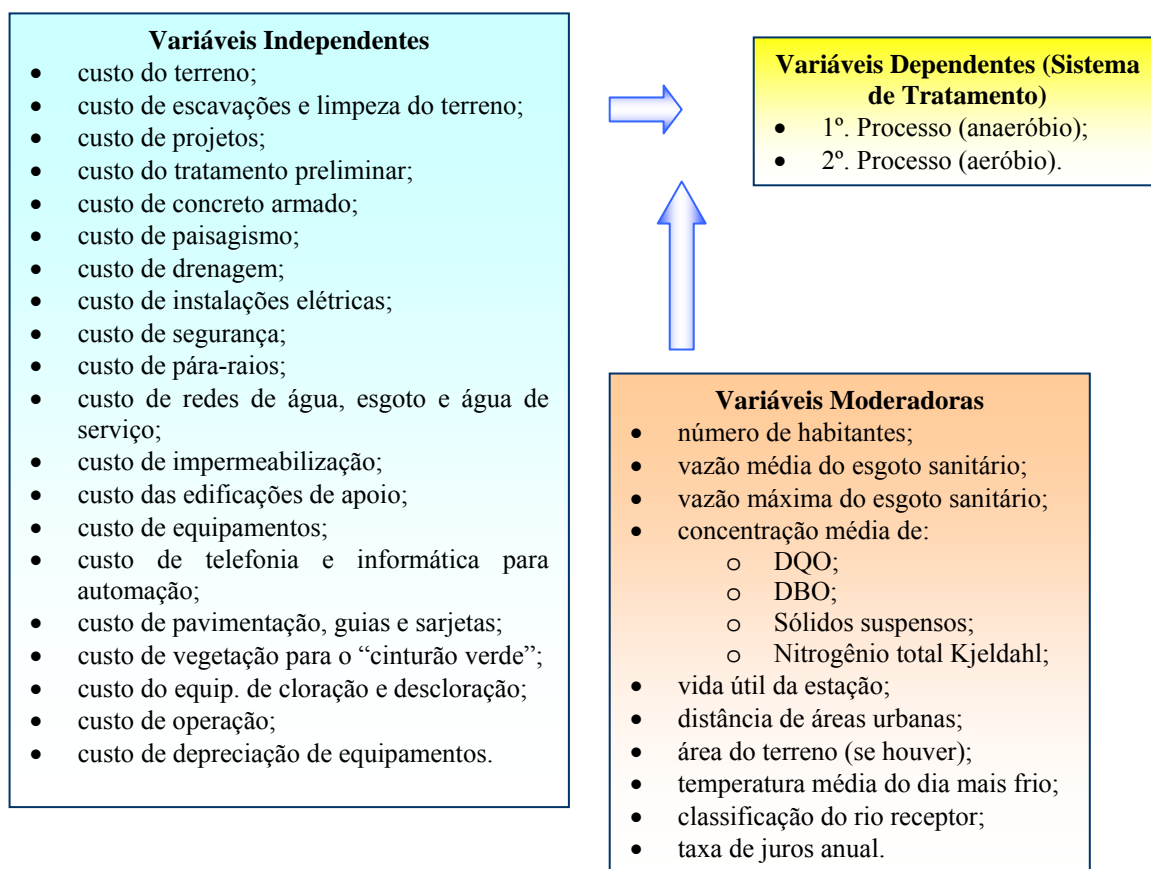 Variáveis Independentes
• custo do terreno;
• custo de escavações e limpeza do terreno;
• custo de projetos;
• custo do tratamento preliminar;
• custo de concreto armado;
• custo de paisagismo;
• custo de drenagem;
• custo de instalações elétricas;
• custo de segurança;
• custo de pára-raios;
• custo de redes de água, esgoto e água de
serviço;
• custo de impermeabilização;
• custo das edificações de apoio;
• custo de equipamentos;
• custo de telefonia e informática para
automação;
• custo de pavimentação, guias e sarjetas;
• custo de vegetação para o “cinturão verde”;
• custo do equip. de cloração e descloração;
• custo de operação;
• custo de depreciação de equipamentos.
Variáveis Dependentes (Sistema
de Tratamento)
• 1º. Processo (anaeróbio);
• 2º. Processo (aeróbio).
Variáveis Moderadoras
• número de habitantes;
• vazão média do esgoto sanitário;
• vazão máxima do esgoto sanitário;
• concentração média de:
o DQO;
o DBO;
o Sólidos suspensos;
o Nitrogênio total Kjeldahl;
• vida útil da estação;
• distância de áreas urbanas;
• área do terreno (se houver);
• temperatura média do dia mais frio;
• classificação do rio receptor;
• taxa de juros anual.